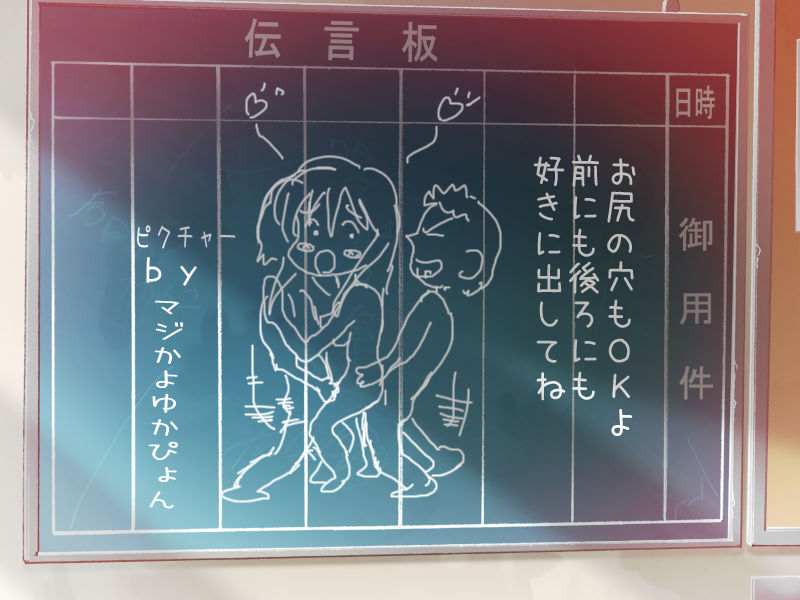 伝言板
日時
御用件
お尻の穴もOKよ
前にも後ろにも
好きに出してね
ピクチャー
by
マジかよゆかぴょん